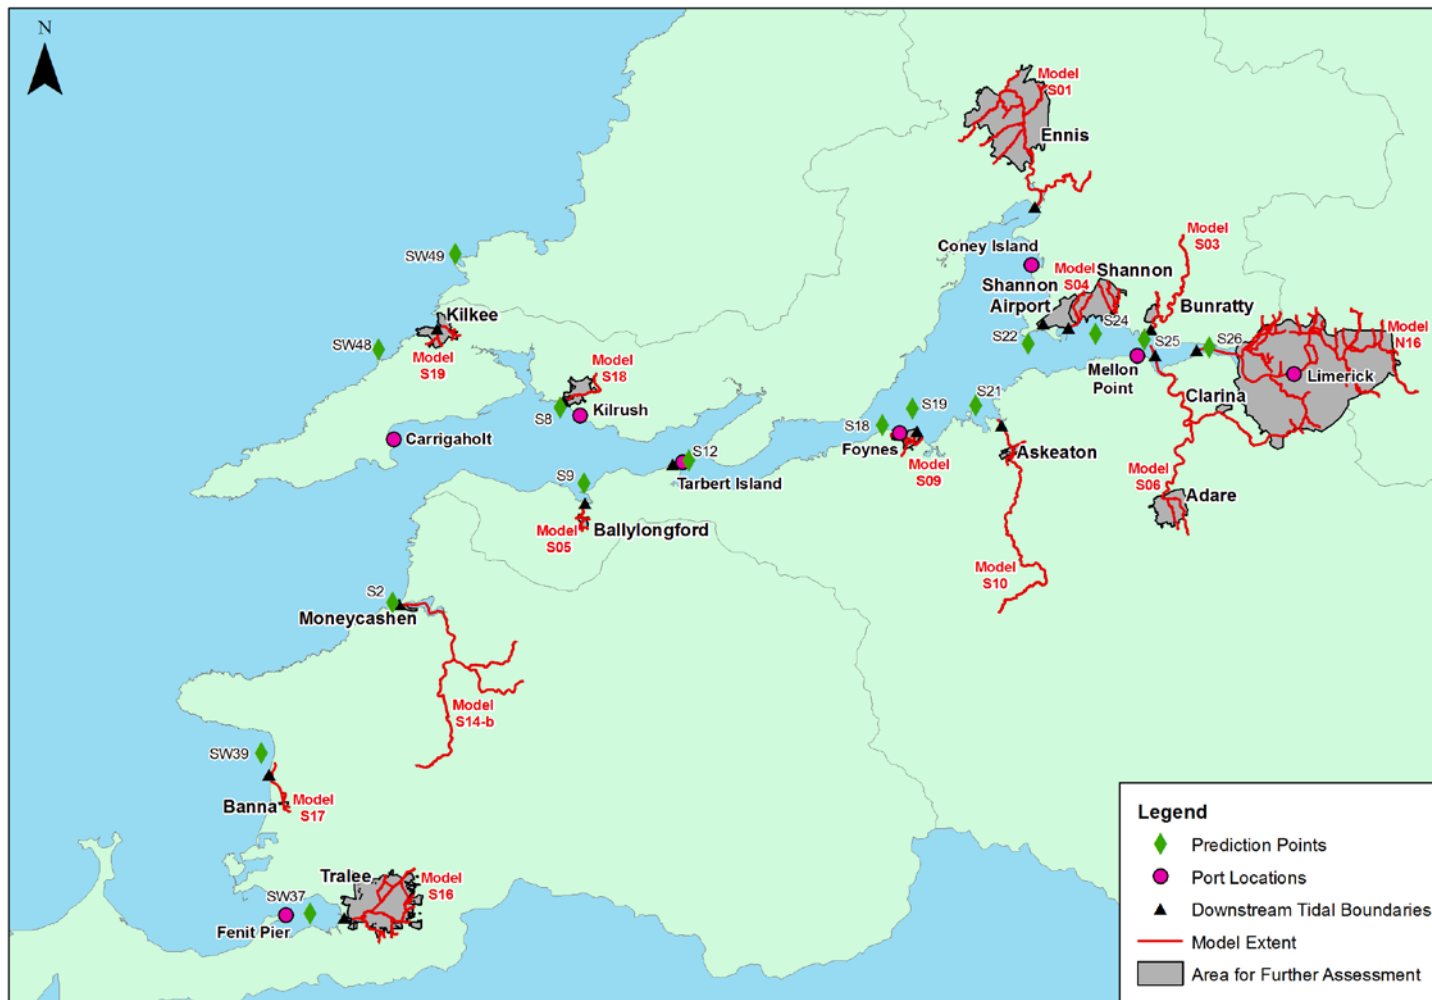 N
Model
S01
Ennis
Model
S03
Coney Island
Model
S04
Shannon
Shannon
Airport
Bunratty
SW49
Kilkee
SW48
Model
S19
Model
S18
S8
Kilrush
S22
S24
S25
S26
Model
N16
Mellon
Point
Limerick
Clarina
Carrigaholt
S18
S19
S21
Foynes
Model
S09
Askeaton
Model
S06
Adare
S12
Tarbert Island
S9
Model
S05
Ballylongford
Model
S10
S2
Moneycashen
Model
S14-b
SW39
Banna
Model
S17
Tralee
Model
S16
SW37
Fenit Pier
Legend
Prediction Points
Port Locations
Downstream Tidal Boundaries
Model Extent
Area for Further Assessment